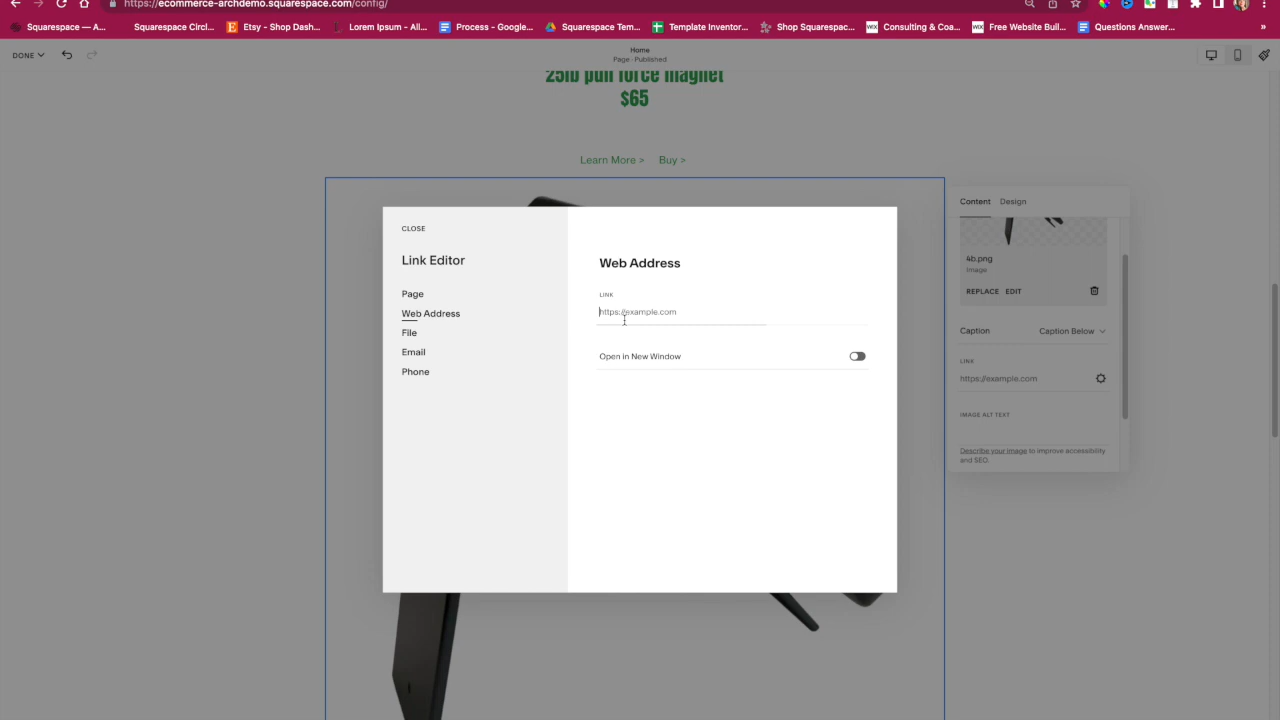 https://ecommerce-archdemo.squarespace.com/config/
Squarespace — A...
Squarespace Circl...
Etsy - Shop Dash...
Lorem Ipsum - All...
Process - Google...
Squarespace Tem...
Template Inventor...
Shop Squarespac...
Consulting & Coa...
Free Website Buil...
Questions Answer...
»
DONE
Home
Page · Published
25lb pull force magnet
$65
Learn More >
Buy >
CLOSE
Link Editor
Page
Web Address
File
Email
Phone
Web Address
LINK
https://example.com
Open in New Window
Content
Design
4b.png
Image
REPLACE
EDIT
Caption
Caption Below
LINK
https://example.com
IMAGE ALT TEXT
Describe your image to improve accessibility
and SEO.